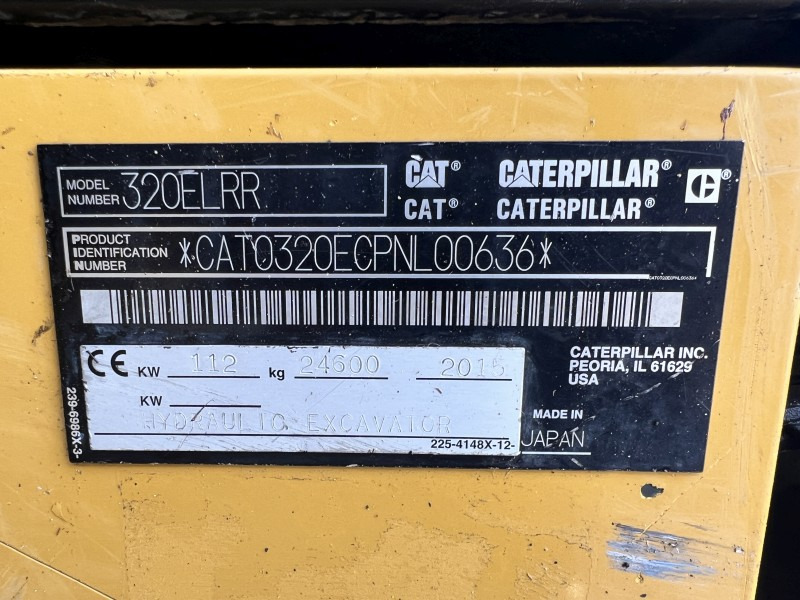 MODEL NUMBER 320ELRR
CAT® CATERPILLAR®
CAT® CATERPILLAR®
PRODUCT IDENTIFICATION NUMBER *CAT0320ECPNL00636*
CAT0320ECPNL00636*
CE KW 112 kg 24600 2015
KW
HYDRAULIC EXCAVATOR
225-4148X-12-
CATERPILLAR INC.
PEORIA, IL 61629
USA
MADE IN
JAPAN
239-6986X-3-